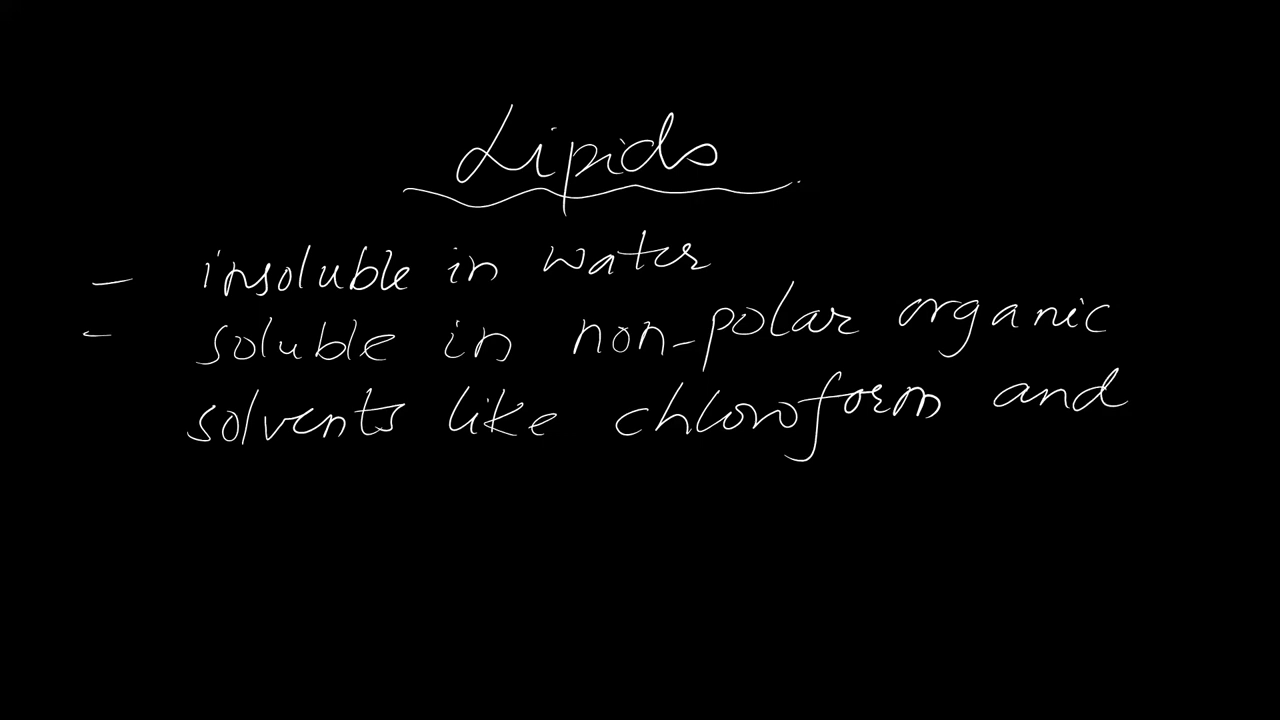 Lipids
- insoluble in water
- soluble in non-polar organic
solvents like chloroform and